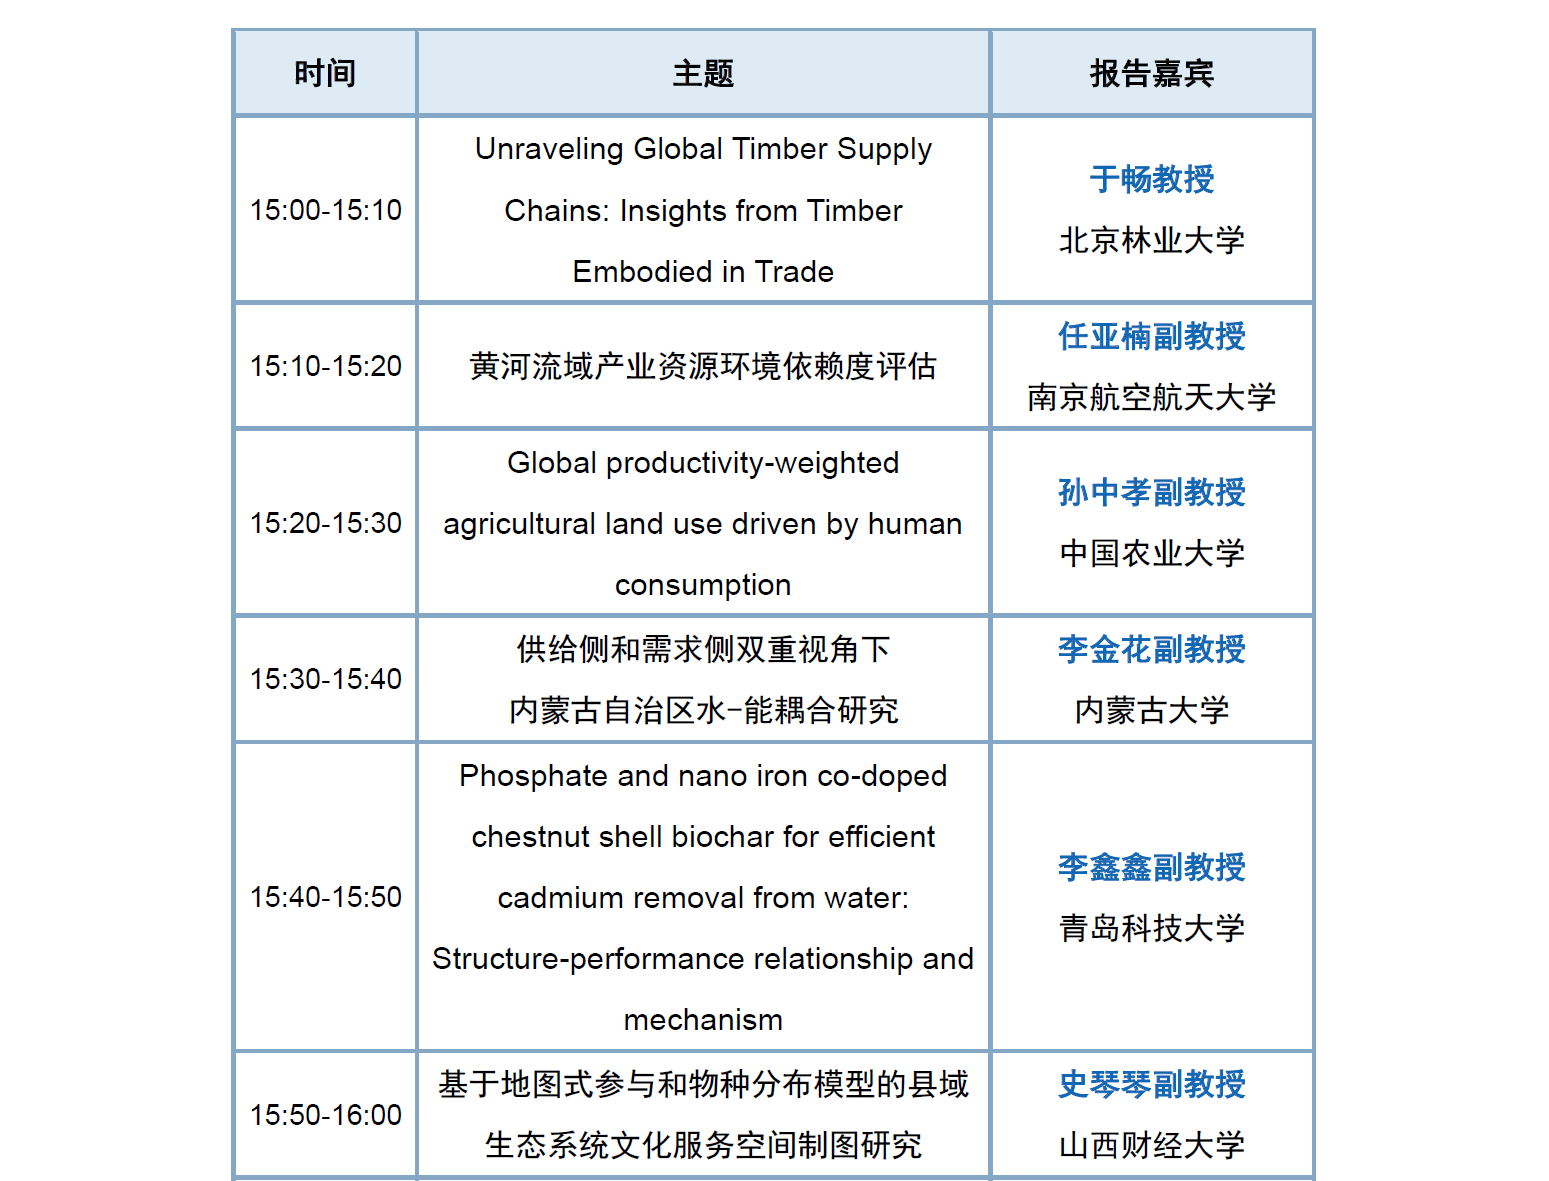 时间
主题
报告嘉宾
15:00-15:10
Unraveling Global Timber Supply
Chains: Insights from Timber
Embodied in Trade
于畅教授
北京林业大学
15:10-15:20
黄河流域产业资源环境依赖度评估
任亚楠副教授
南京航空航天大学
15:20-15:30
Global productivity-weighted
agricultural land use driven by human
consumption
孙中孝副教授
中国农业大学
15:30-15:40
供给侧和需求侧双重视角下
内蒙古自治区水-能耦合研究
李金花副教授
内蒙古大学
15:40-15:50
Phosphate and nano iron co-doped
chestnut shell biochar for efficient
cadmium removal from water:
Structure-performance relationship and
mechanism
李鑫鑫副教授
青岛科技大学
15:50-16:00
基于地图式参与和物种分布模型的县域
生态系统文化服务空间制图研究
史琴琴副教授
山西财经大学